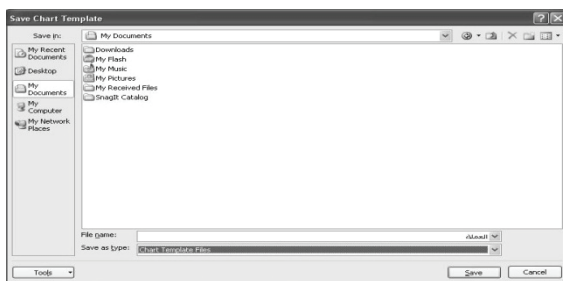 Save Chart Template
Save in:
My Documents
My Recent Documents
Desktop
My Documents
My Computer
My Network Places
Downloads
My Flash
My Music
My Pictures
My Received Files
SnagIt Catalog
File name:
Save as type:
Chart Template Files
Tools
Save
Cancel